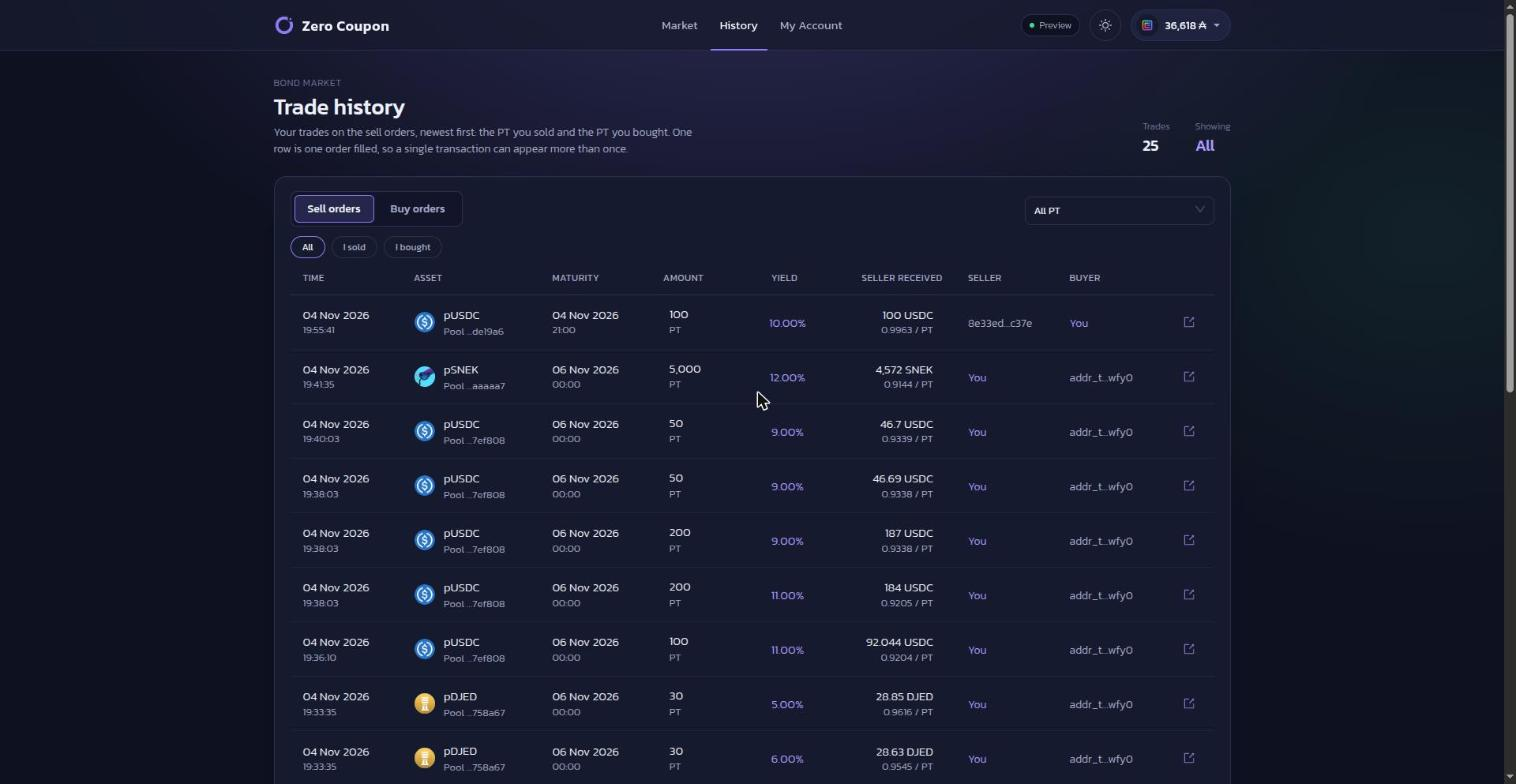 Zero Coupon
Market History My Account
Preview 36,618 ₳
BOND MARKET
Trade history
Your trades on the sell orders, newest first: the PT you sold and the PT you bought. One
row is one order filled, so a single transaction can appear more than once.
Trades Showing
25 All
Sell orders Buy orders
All PT
All I sold I bought
TIME ASSET MATURITY AMOUNT YIELD SELLER RECEIVED SELLER BUYER
04 Nov 2026 pUSDC 04 Nov 2026 100 10.00% 100 USDC 8e33ed...c37e You
19:55:41 Pool ...de19a6 21:00 PT 0.9963 / PT
04 Nov 2026 pSNEK 06 Nov 2026 5,000 12.00% 4,572 SNEK You addr_t...wfy0
19:41:35 Pool ...aaaaa7 00:00 PT 0.9144 / PT
04 Nov 2026 pUSDC 06 Nov 2026 50 9.00% 46.7 USDC You addr_t...wfy0
19:40:03 Pool ...7ef808 00:00 PT 0.9339 / PT
04 Nov 2026 pUSDC 06 Nov 2026 50 9.00% 46.69 USDC You addr_t...wfy0
19:38:03 Pool ...7ef808 00:00 PT 0.9338 / PT
04 Nov 2026 pUSDC 06 Nov 2026 200 9.00% 187 USDC You addr_t...wfy0
19:38:03 Pool ...7ef808 00:00 PT 0.9338 / PT
04 Nov 2026 pUSDC 06 Nov 2026 200 11.00% 184 USDC You addr_t...wfy0
19:38:03 Pool ...7ef808 00:00 PT 0.9205 / PT
04 Nov 2026 pUSDC 06 Nov 2026 100 11.00% 92.044 USDC You addr_t...wfy0
19:36:10 Pool ...7ef808 00:00 PT 0.9204 / PT
04 Nov 2026 pDJED 06 Nov 2026 30 5.00% 28.85 DJED You addr_t...wfy0
19:33:35 Pool ...758a67 00:00 PT 0.9616 / PT
04 Nov 2026 pDJED 06 Nov 2026 30 6.00% 28.63 DJED You addr_t...wfy0
19:33:35 Pool ...758a67 00:00 PT 0.9545 / PT